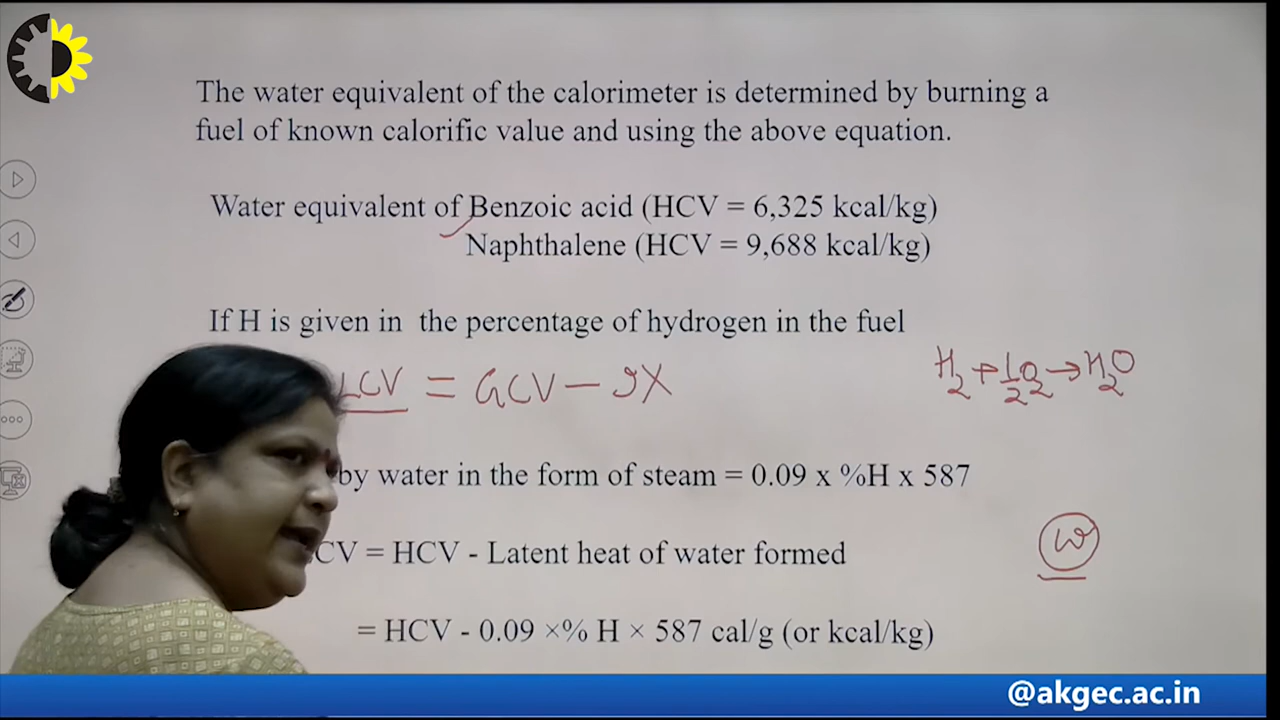 The water equivalent of the calorimeter is determined by burning a
fuel of known calorific value and using the above equation.
Water equivalent of Benzoic acid (HCV = 6,325 kcal/kg)
Naphthalene (HCV = 9,688 kcal/kg)
If H is given in the percentage of hydrogen in the fuel
LCV = GCV - 9X
H2 + 1/2 O2 → H2O
by water in the form of steam = 0.09 x %H x 587
W
CV = HCV - Latent heat of water formed
= HCV - 0.09 ×% H × 587 cal/g (or kcal/kg)
@akgec.ac.in